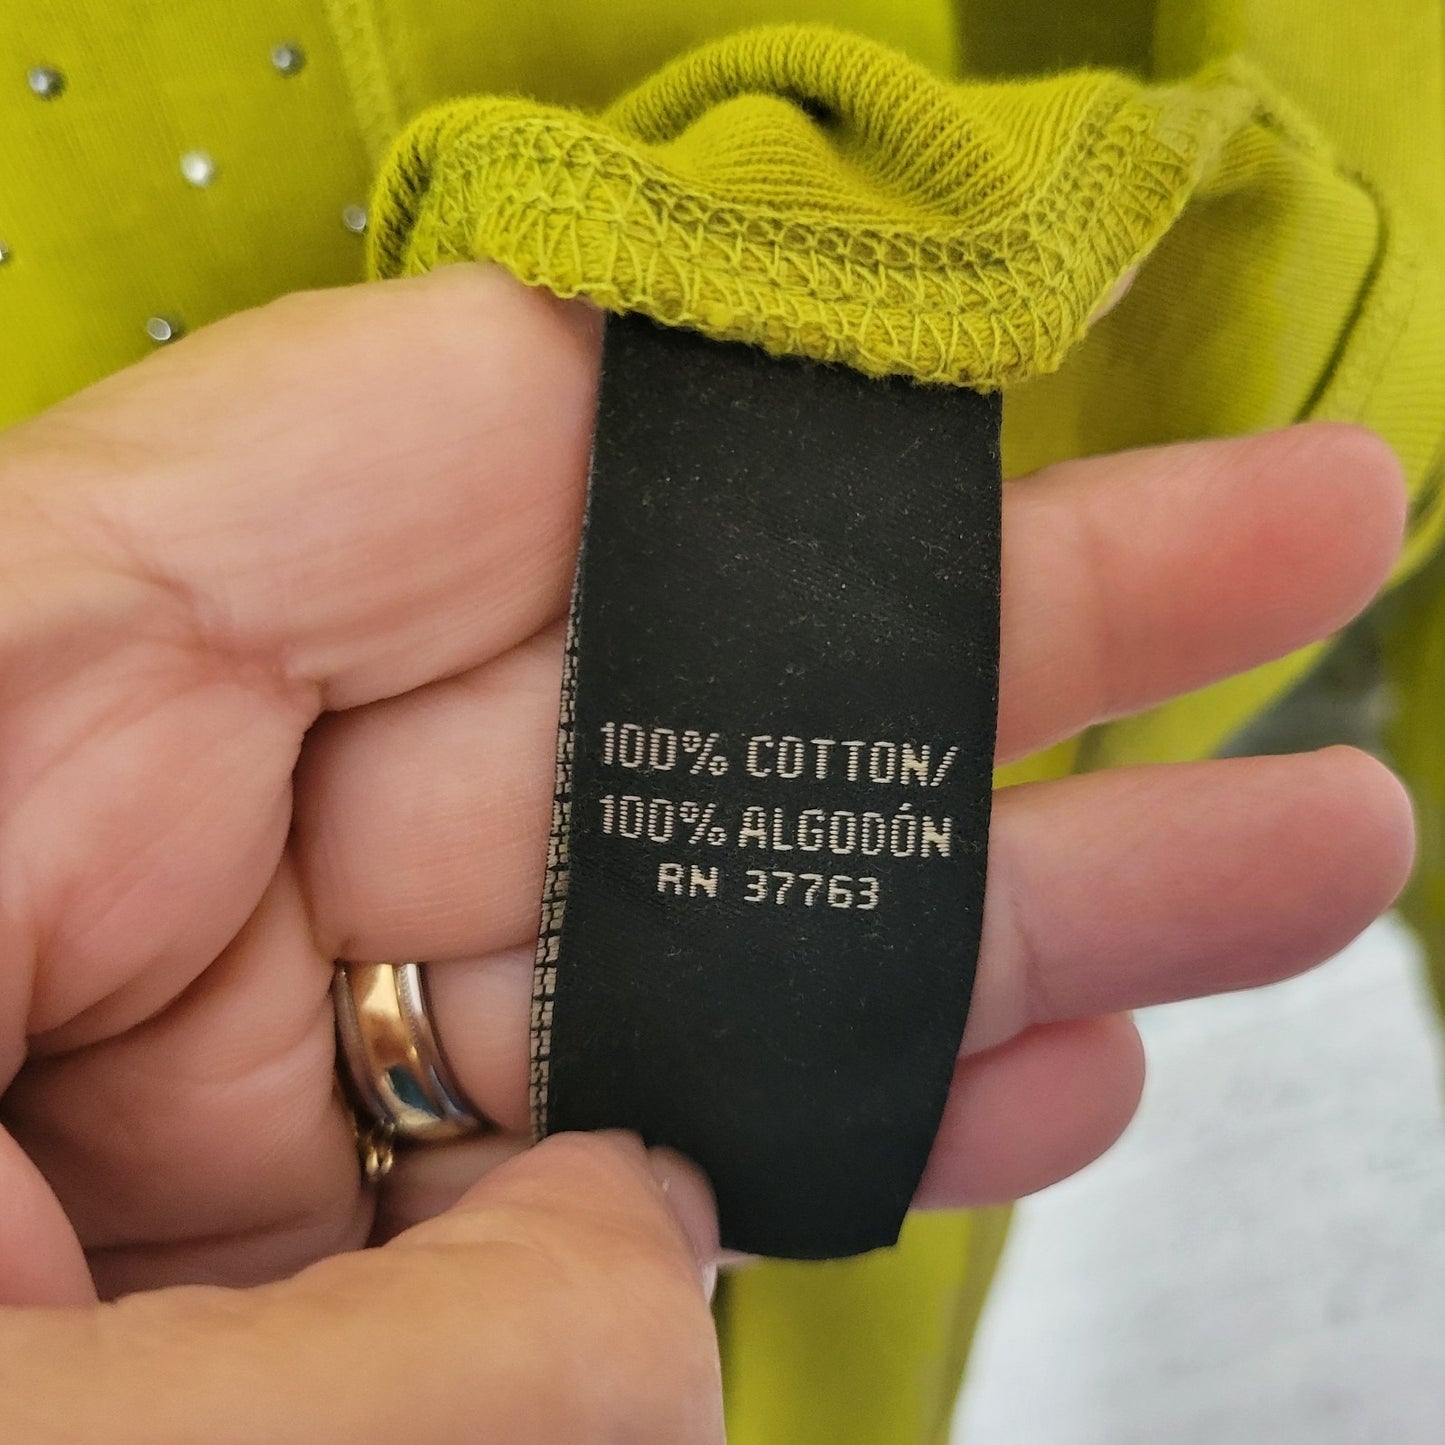 100% COTTON/
100% ALGODÓN
RN 37763